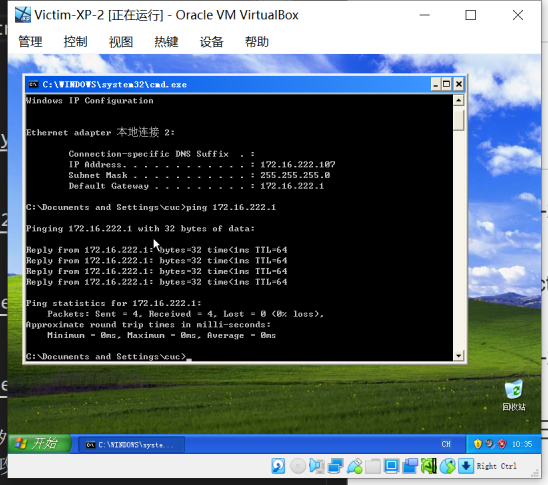 Victim-XP-2 [正在运行] - Oracle VM VirtualBox
管理 控制 视图 热键 设备 帮助
C:\WINDOWS\system32\cmd.exe
Windows IP Configuration
Ethernet adapter 本地连接 2:
Connection-specific DNS Suffix . :
IP Address. . . . . . . . . . . . : 172.16.222.107
Subnet Mask . . . . . . . . . . . : 255.255.255.0
Default Gateway . . . . . . . . . : 172.16.222.1
C:\Documents and Settings\cuc>ping 172.16.222.1
Pinging 172.16.222.1 with 32 bytes of data:
Reply from 172.16.222.1: bytes=32 time<1ms TTL=64
Reply from 172.16.222.1: bytes=32 time<1ms TTL=64
Reply from 172.16.222.1: bytes=32 time<1ms TTL=64
Reply from 172.16.222.1: bytes=32 time<1ms TTL=64
Ping statistics for 172.16.222.1:
Packets: Sent = 4, Received = 4, Lost = 0 (0% loss),
Approximate round trip times in milli-seconds:
Minimum = 0ms, Maximum = 0ms, Average = 0ms
C:\Documents and Settings\cuc>_
回收站
开始 C:\WINDOWS\syste... CH 10:35
Right Ctrl